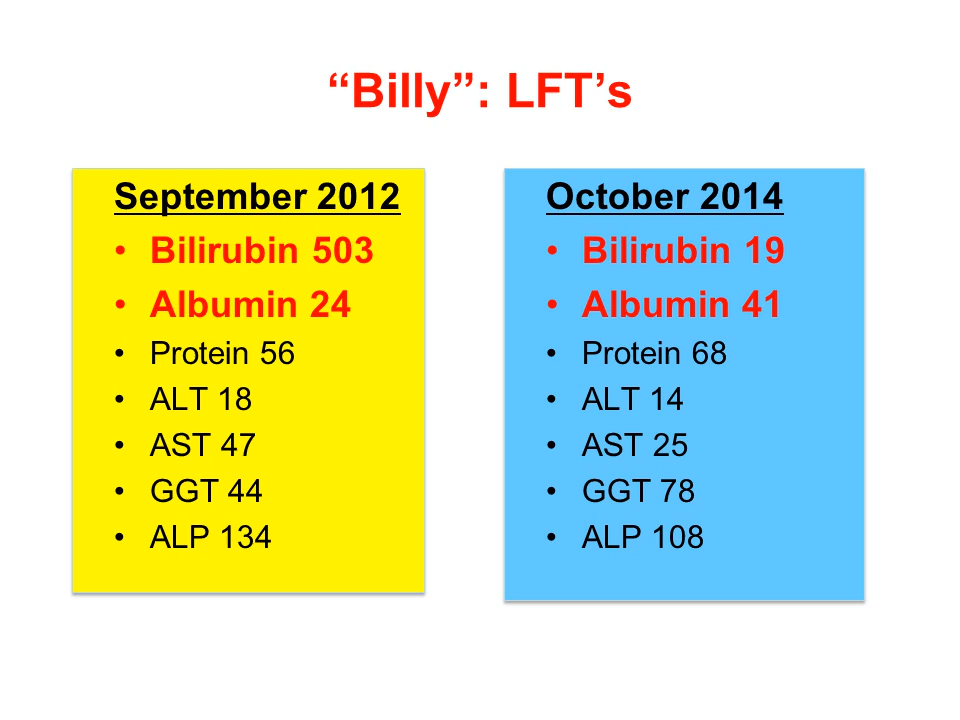 “Billy”: LFT’s
September 2012
• Bilirubin 503
• Albumin 24
• Protein 56
• ALT 18
• AST 47
• GGT 44
• ALP 134
October 2014
• Bilirubin 19
• Albumin 41
• Protein 68
• ALT 14
• AST 25
• GGT 78
• ALP 108